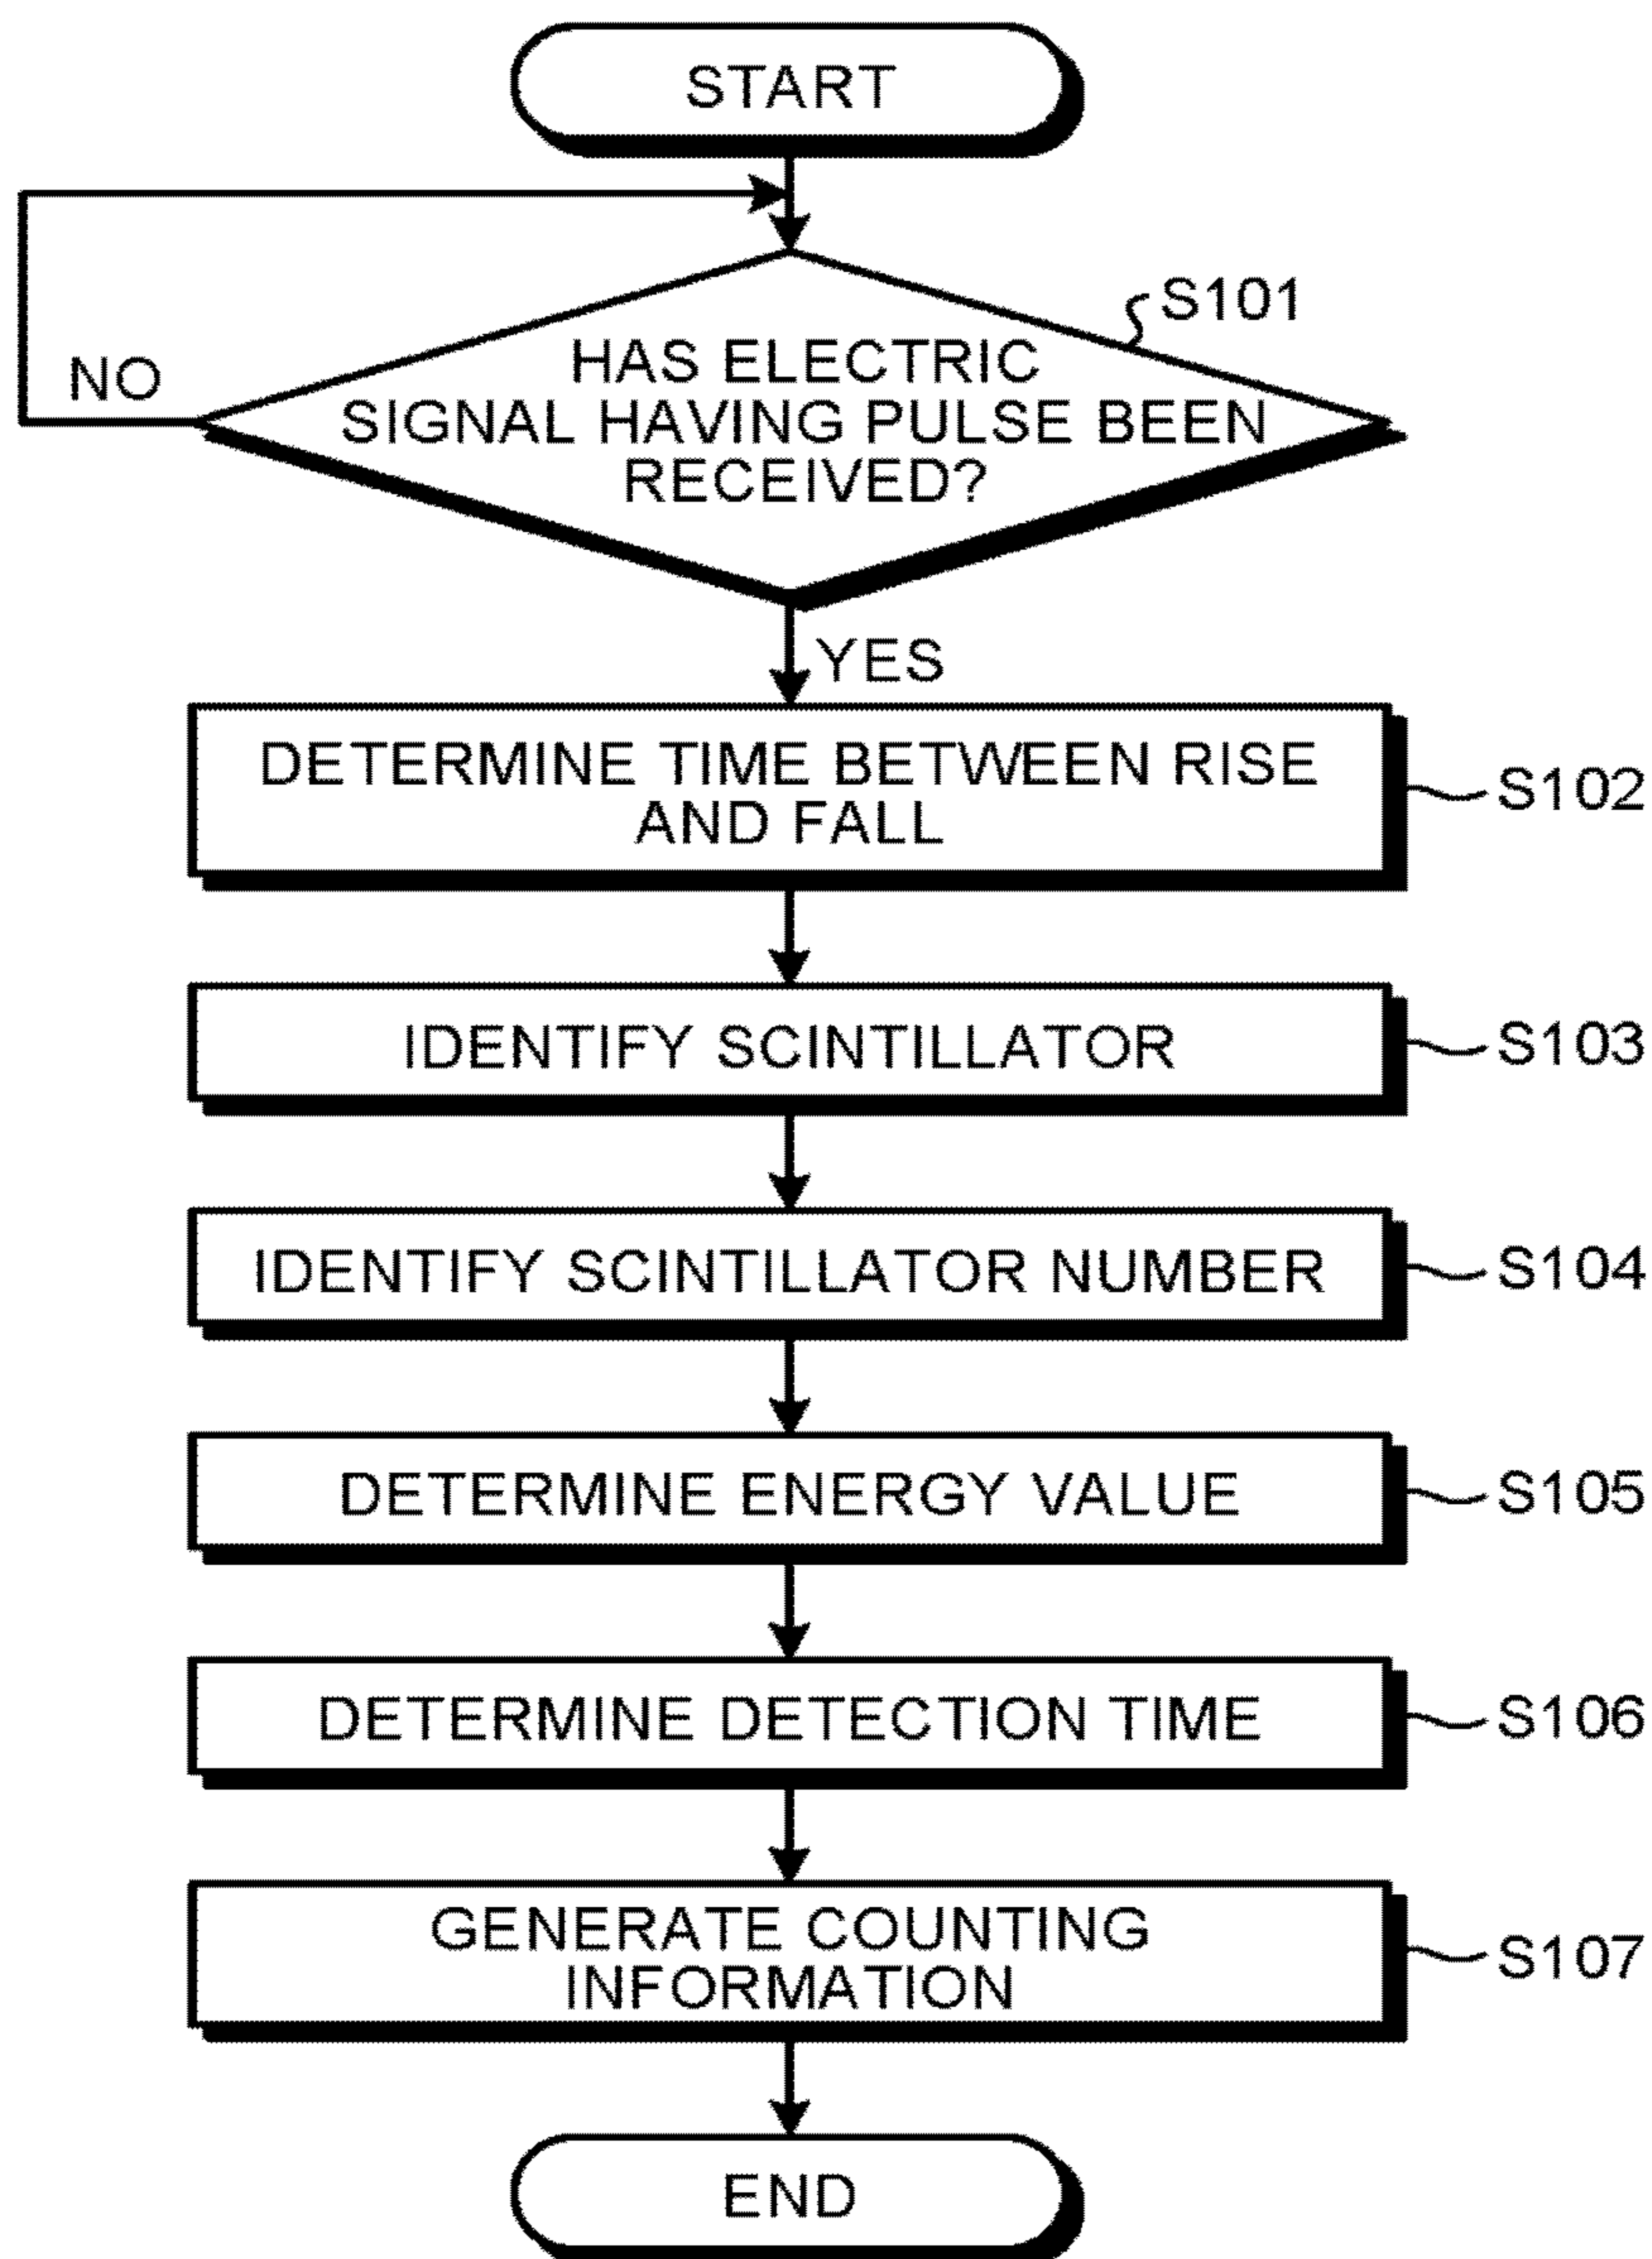 START
S101
HAS ELECTRIC
SIGNAL HAVING PULSE BEEN
RECEIVED?
NO
YES
DETERMINE TIME BETWEEN RISE
AND FALL
S102
IDENTIFY SCINTILLATOR
S103
IDENTIFY SCINTILLATOR NUMBER
S104
DETERMINE ENERGY VALUE
S105
DETERMINE DETECTION TIME
S106
GENERATE COUNTING
INFORMATION
S107
END